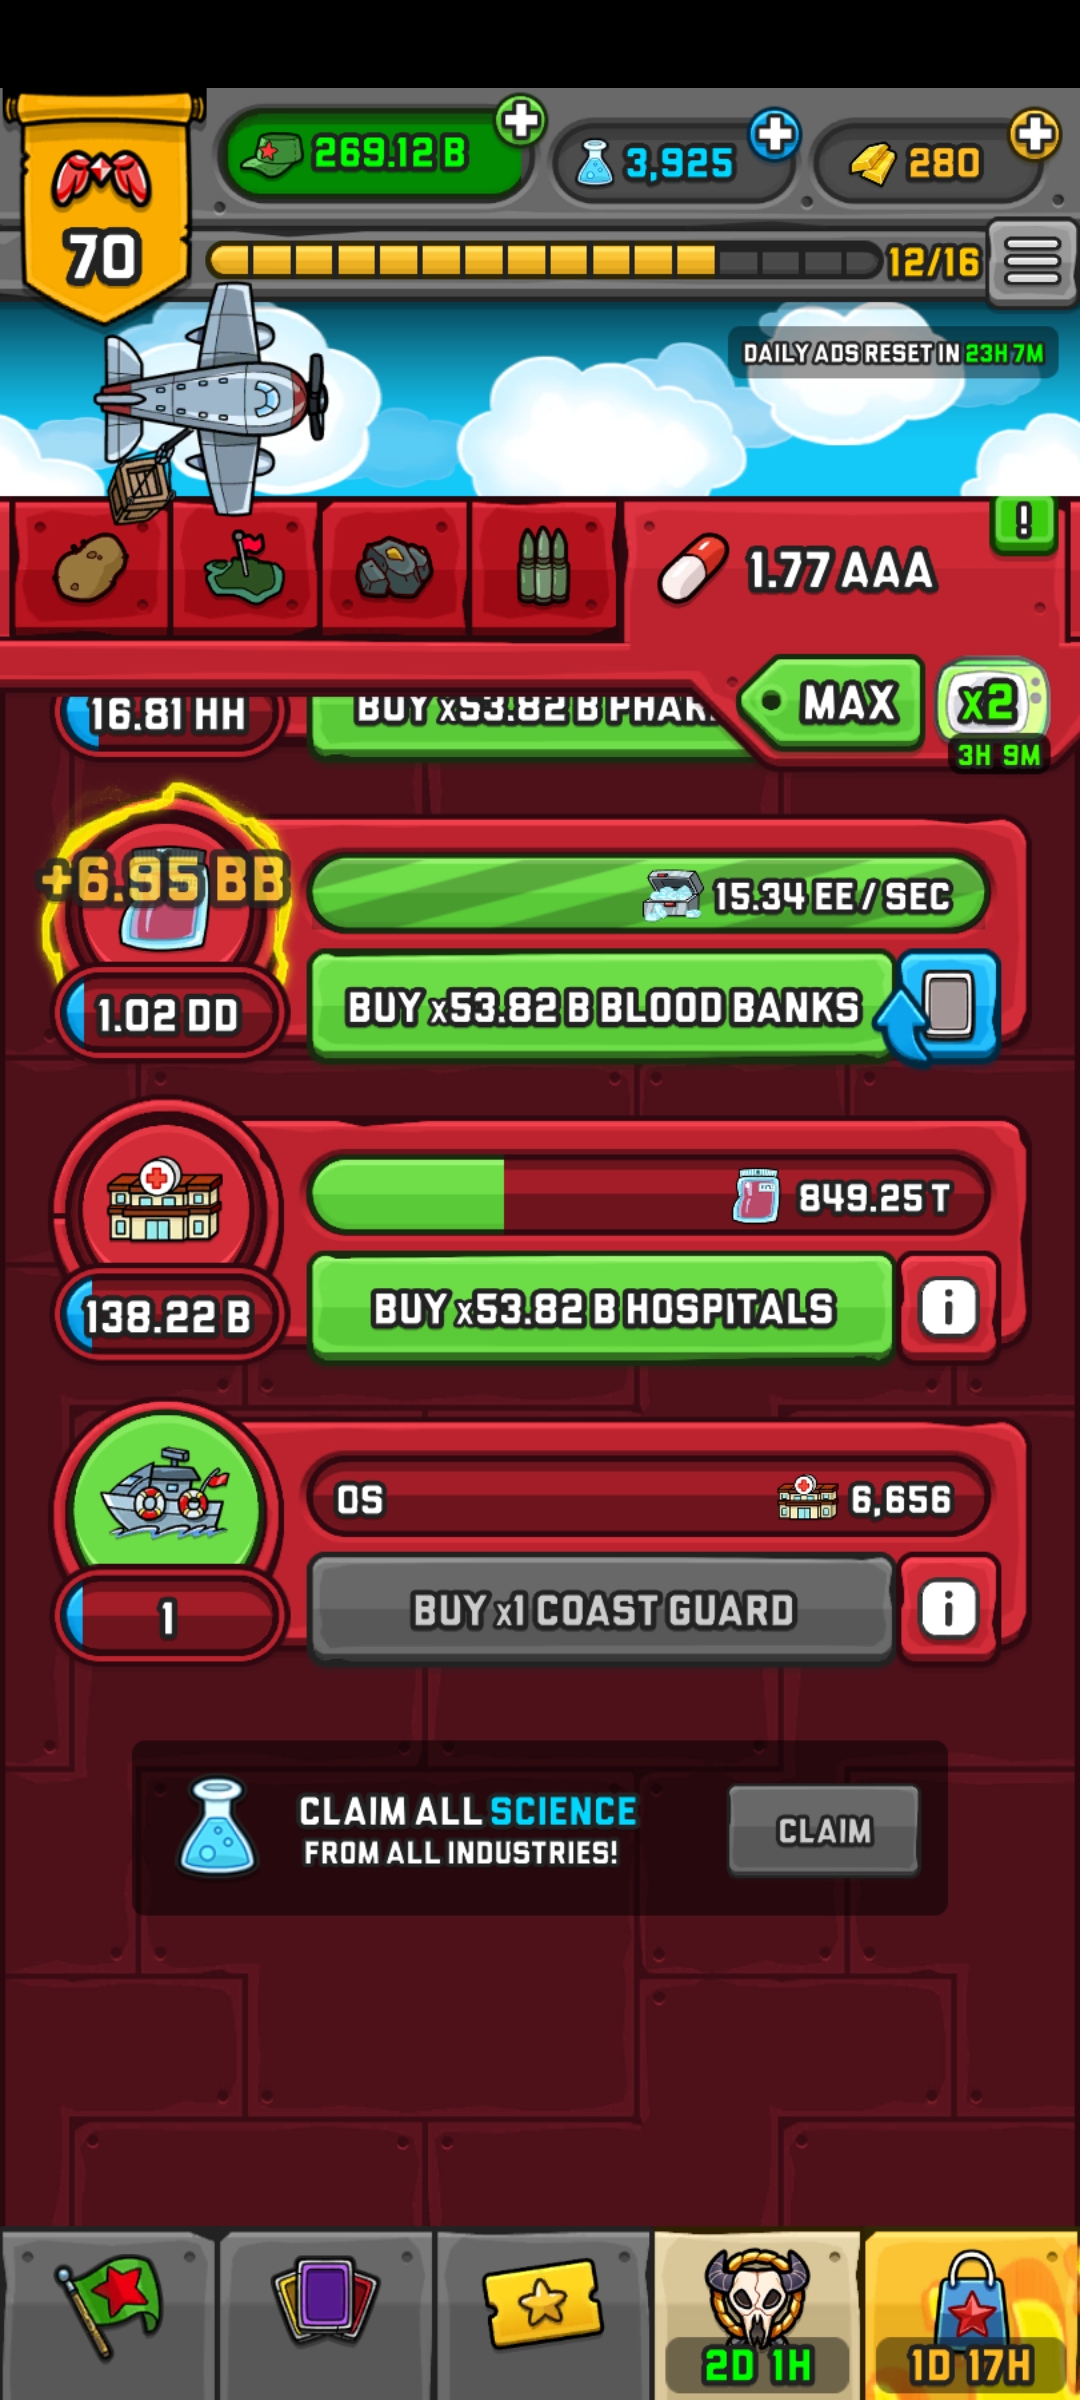 269.12 B
3,925
280
70
12/16
DAILY ADS RESET IN 23H 7M
!
1.77 AAA
MAX
x2
3H 9M
16.81 HH
BUY x53.82 B
+6.95 BB
15.34 EE / SEC
1.02 DD
BUY x53.82 B BLOOD BANKS
849.25 T
138.22 B
BUY x53.82 B HOSPITALS
i
0S
6,656
1
BUY x1 COAST GUARD
i
CLAIM ALL SCIENCE
FROM ALL INDUSTRIES!
CLAIM
2D 1H
1D 17H